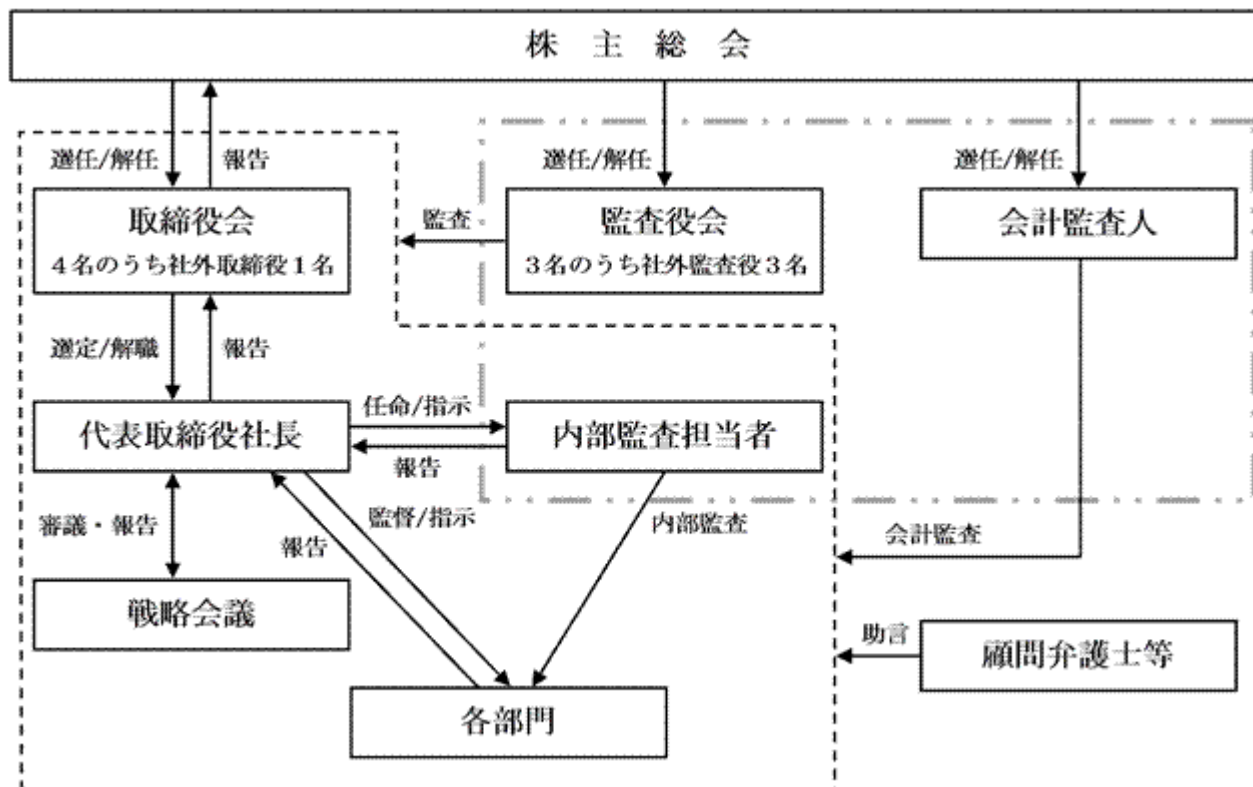 株主総会
選任/解任
報告
選任/解任
選任/解任
取締役会
4名のうち社外取締役1名
監査
監査役会
3名のうち社外監査役3名
会計監査人
選定/解職
報告
代表取締役社長
任命/指示
報告
内部監査担当者
審議・報告
報告
監督/指示
内部監査
会計監査
戦略会議
助言
顧問弁護士等
各部門